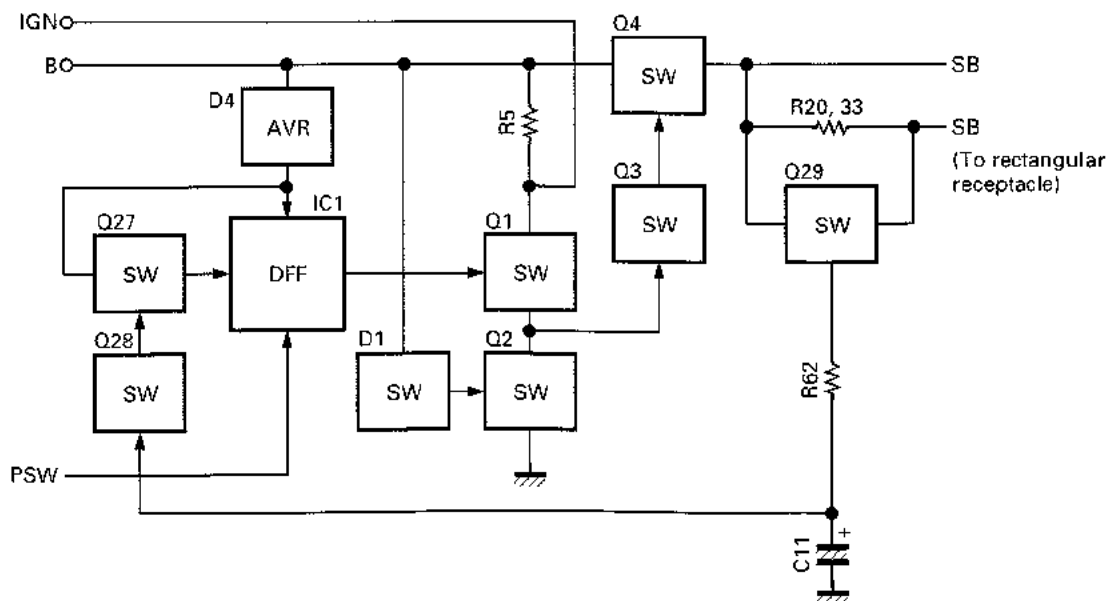 IGN
B
Q4
SW
SB
D4
AVR
R5
R20, 33
SB
(To rectangular
receptacle)
Q3
SW
Q29
SW
IC1
DFF
Q27
SW
Q1
SW
Q28
SW
D1
SW
Q2
SW
R62
PSW
C11
+